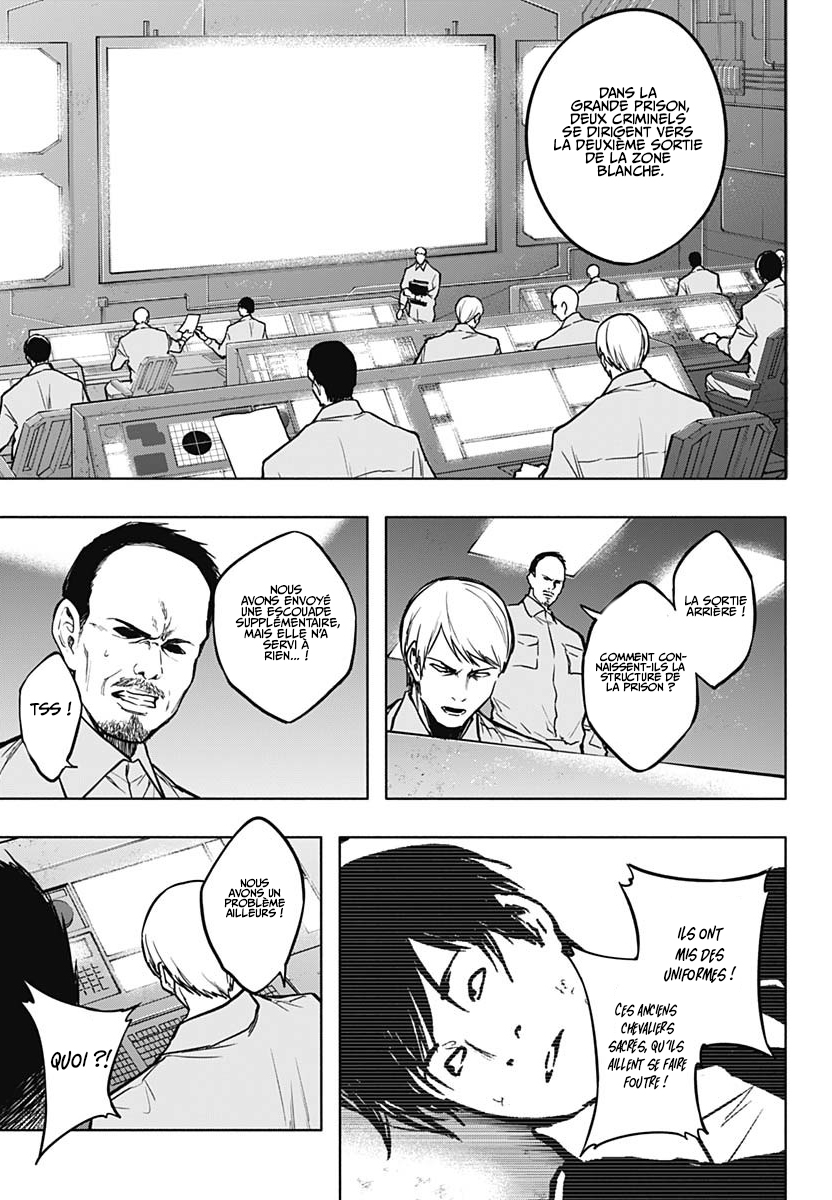 DANS LA
GRANDE PRISON,
DEUX CRIMINELS
SE DIRIGENT VERS
LA DEUXIÈME SORTIE
DE LA ZONE
BLANCHE.
LA SORTIE
ARRIÈRE !
COMMENT CON-
NAISSENT-ILS LA
STRUCTURE DE
LA PRISON ?
NOUS
AVONS ENVOYÉ
UNE ESCOUADE
SUPPLÉMENTAIRE,
MAIS ELLE N'A
SERVI À
RIEN... !
TSS !
ILS ONT
MIS DES
UNIFORMES !
CES ANCIENS
CHEVALIERS
SACRÉS, QU'ILS
AILLENT SE FAIRE
FOUTRE !
NOUS
AVONS UN
PROBLÈME
AILLEURS !
QUOI ?!